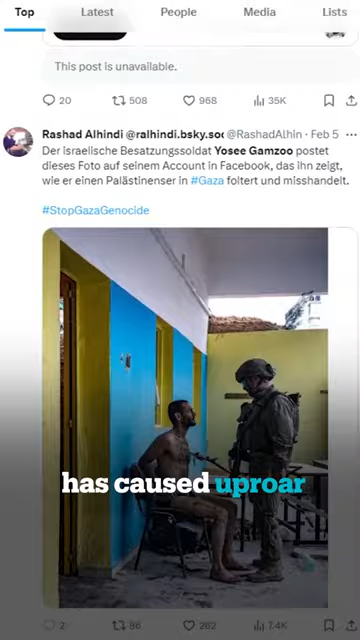 Top Latest People Media Lists
This post is unavailable.
20 508 968 35K
Rashad Alhindi @ralhindi.bsky.soc @RashadAlhin · Feb 5 ...
Der israelische Besatzungssoldat Yosee Gamzoo postet
dieses Foto auf seinem Account in Facebook, das ihn zeigt,
wie er einen Palästinenser in #Gaza foltert und misshandelt.
#StopGazaGenocide
has caused uproar
2 86 262 7.4K